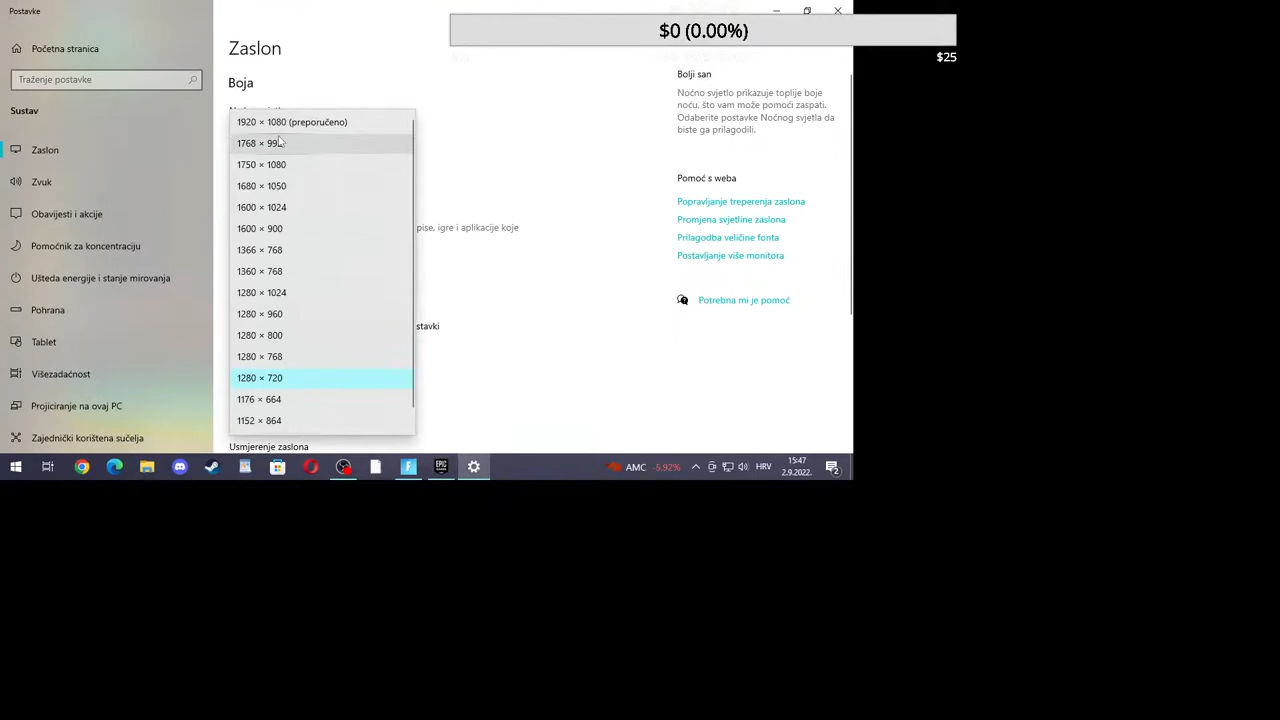 Postavke
$0 (0.00%)
$25
Početna stranica
Traženje postavke
Sustav
Zaslon
Zvuk
Obavijesti i akcije
Pomoćnik za koncentraciju
Ušteda energije i stanje mirovanja
Pohrana
Tablet
Višezadaćnost
Projiciranje na ovaj PC
Zajednički korištena sučelja
Zaslon
Boja
1920 × 1080 (preporučeno)
1768 × 99
1750 × 1080
1680 × 1050
1600 × 1024
1600 × 900
1366 × 768
1360 × 768
1280 × 1024
1280 × 960
1280 × 800
1280 × 768
1280 × 720
1176 × 664
1152 × 864
pise, igre i aplikacije koje
stavki
Usmjerenje zaslona
Bolji san
Noćno svjetlo prikazuje toplije boje
noću, što vam može pomoći zaspati.
Odaberite postavke Noćnog svjetla da
biste ga prilagodili.
Pomoć s weba
Popravljanje treperenja zaslona
Promjena svjetline zaslona
Prilagodba veličine fonta
Postavljanje više monitora
Potrebna mi je pomoć
EPIC
AMC -5.92%
HRV
15:47
2.9.2022.
2